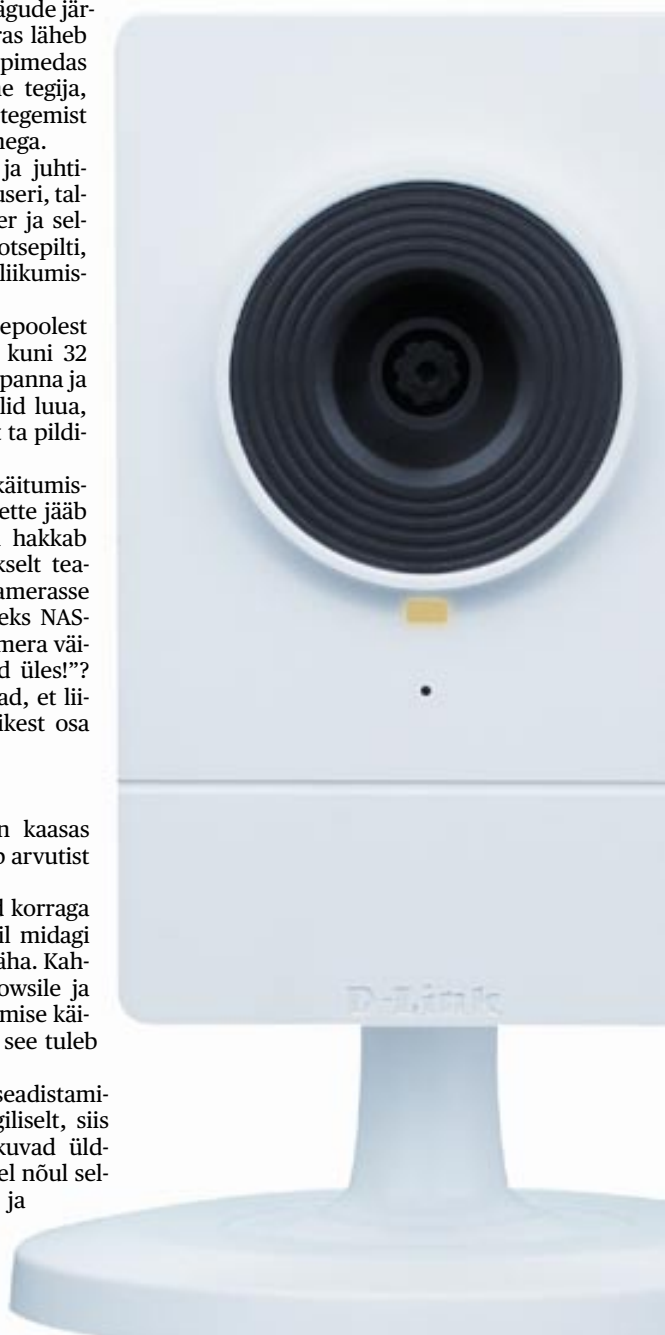 ägude jär-
ras läheb
pimedas
e tegija,
tegemist
nega.
ja juhti-
useri, tal-
er ja sel-
otsepilti,
liikumis-
epoolest
kuni 32
panna ja
lid luua,
t ta pildi-
käitumis-
ette jääb
hakkab
kselt tea-
amerasse
eks NAS-
mera väi-
d üles!”?
ad, et lii-
ikest osa
n kaasas
o arvutist
d korraga
il midagi
äha. Kah-
owsile ja
mise käi-
see tuleb
seadistami-
giliselt, siis
kuvad üld-
el nõul sel-
ja
D-Link